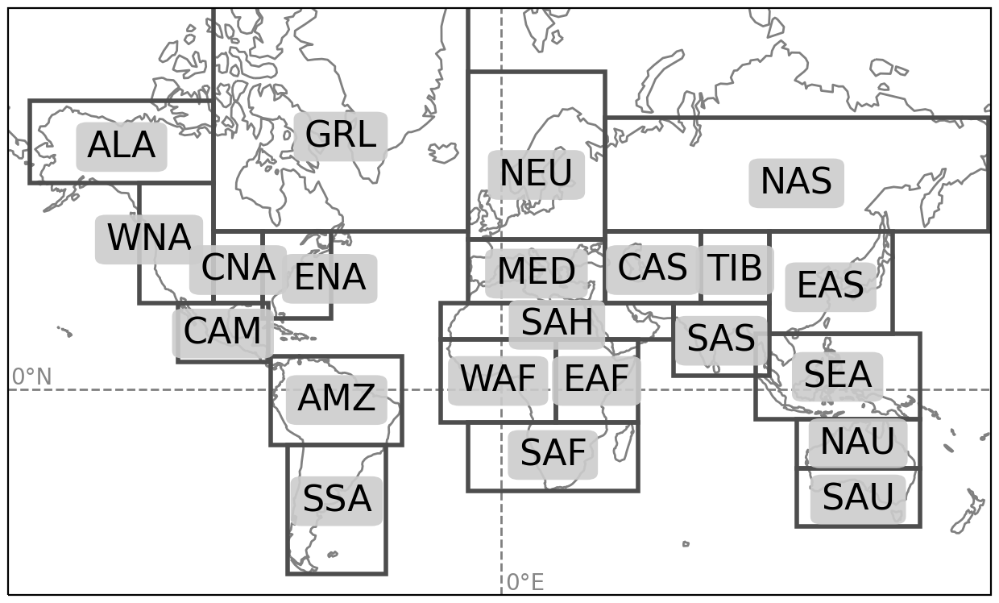 GRL
ALA
NEU
NAS
WNA
CNA
ENA
MED
CAS
TIB
EAS
CAM
SAH
SAS
0°N
WAF
EAF
SEA
AMZ
SAF
NAU
SSA
SAU
0°E